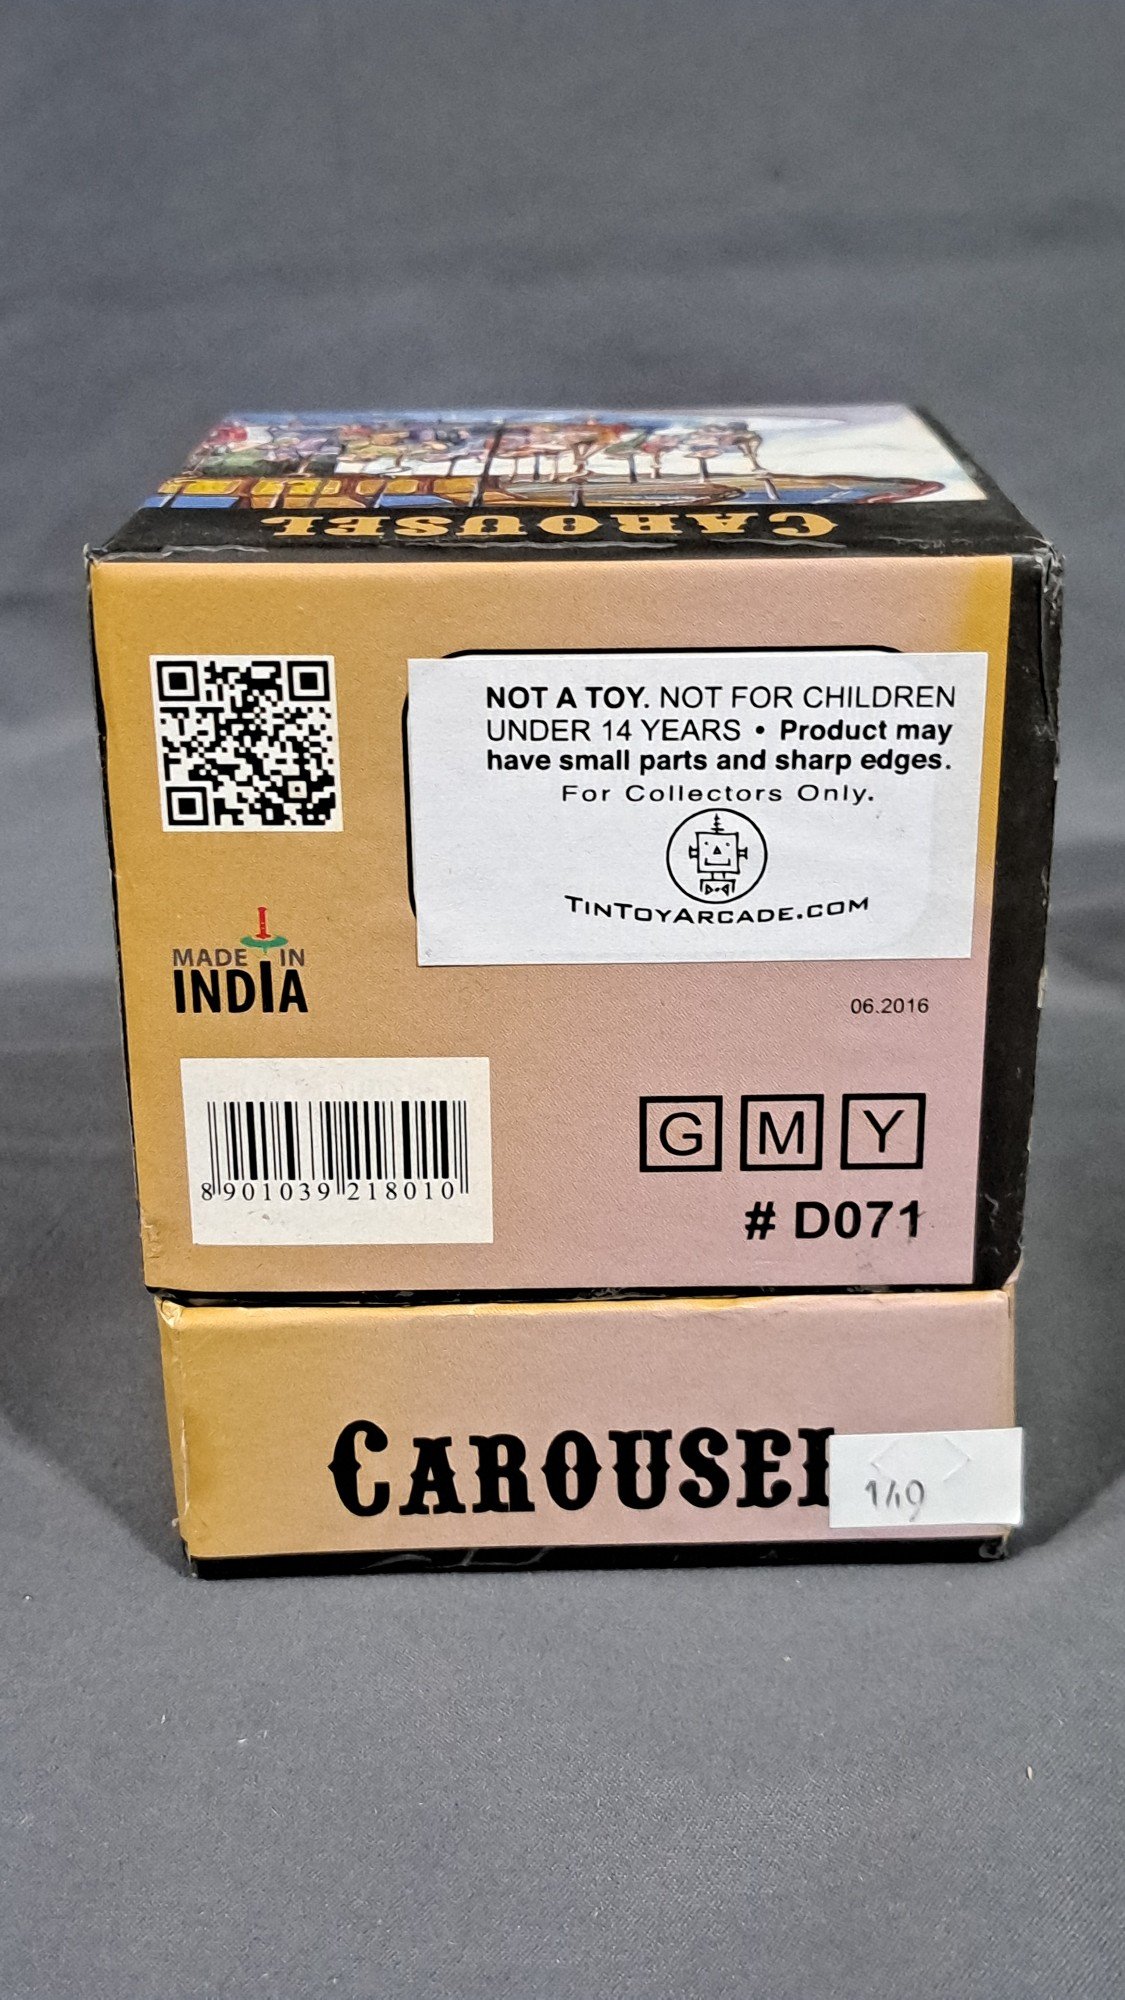 CAROUSEL
NOT A TOY. NOT FOR CHILDREN
UNDER 14 YEARS • Product may
have small parts and sharp edges.
For Collectors Only.
TINTOYARCADE.COM
MADE IN
INDIA
06.2016
8901039218010
G M Y
# D071
CAROUSEL
149